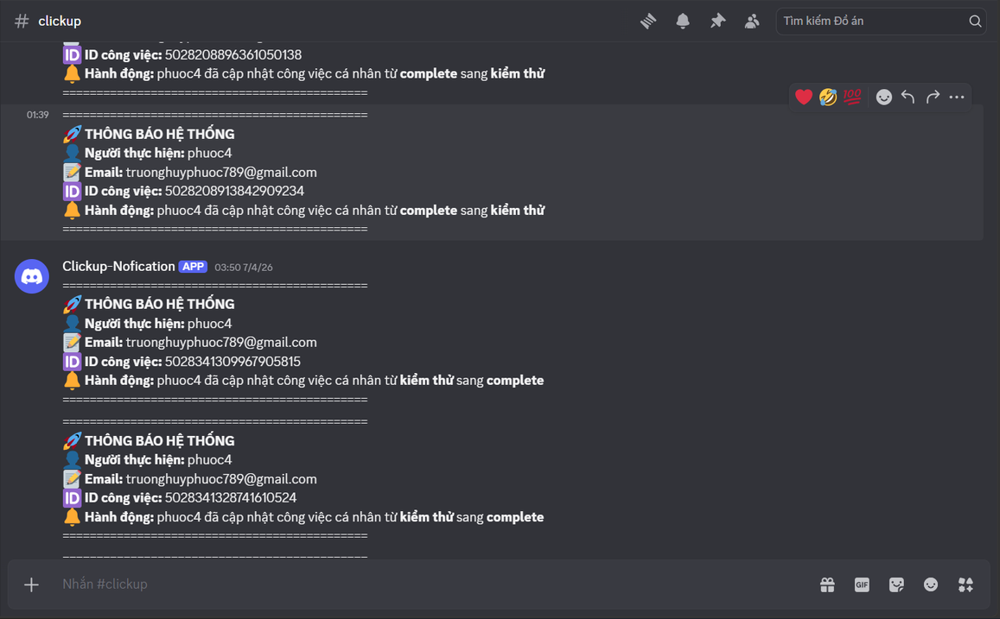 clickup
Tìm kiếm Đồ án
ID công việc: 5028208896361050138
Hành động: phuoc4 đã cập nhật công việc cá nhân từ complete sang kiểm thử
============================================
01:39
============================================
THÔNG BÁO HỆ THỐNG
Người thực hiện: phuoc4
Email: truonghuyphuoc789@gmail.com
ID công việc: 5028208913842909234
Hành động: phuoc4 đã cập nhật công việc cá nhân từ complete sang kiểm thử
============================================
Clickup-Nofication APP 03:50 7/4/26
============================================
THÔNG BÁO HỆ THỐNG
Người thực hiện: phuoc4
Email: truonghuyphuoc789@gmail.com
ID công việc: 5028341309967905815
Hành động: phuoc4 đã cập nhật công việc cá nhân từ kiểm thử sang complete
============================================
============================================
THÔNG BÁO HỆ THỐNG
Người thực hiện: phuoc4
Email: truonghuyphuoc789@gmail.com
ID công việc: 5028341328741610524
Hành động: phuoc4 đã cập nhật công việc cá nhân từ kiểm thử sang complete
============================================
============================================
Nhắn #clickup
GIF